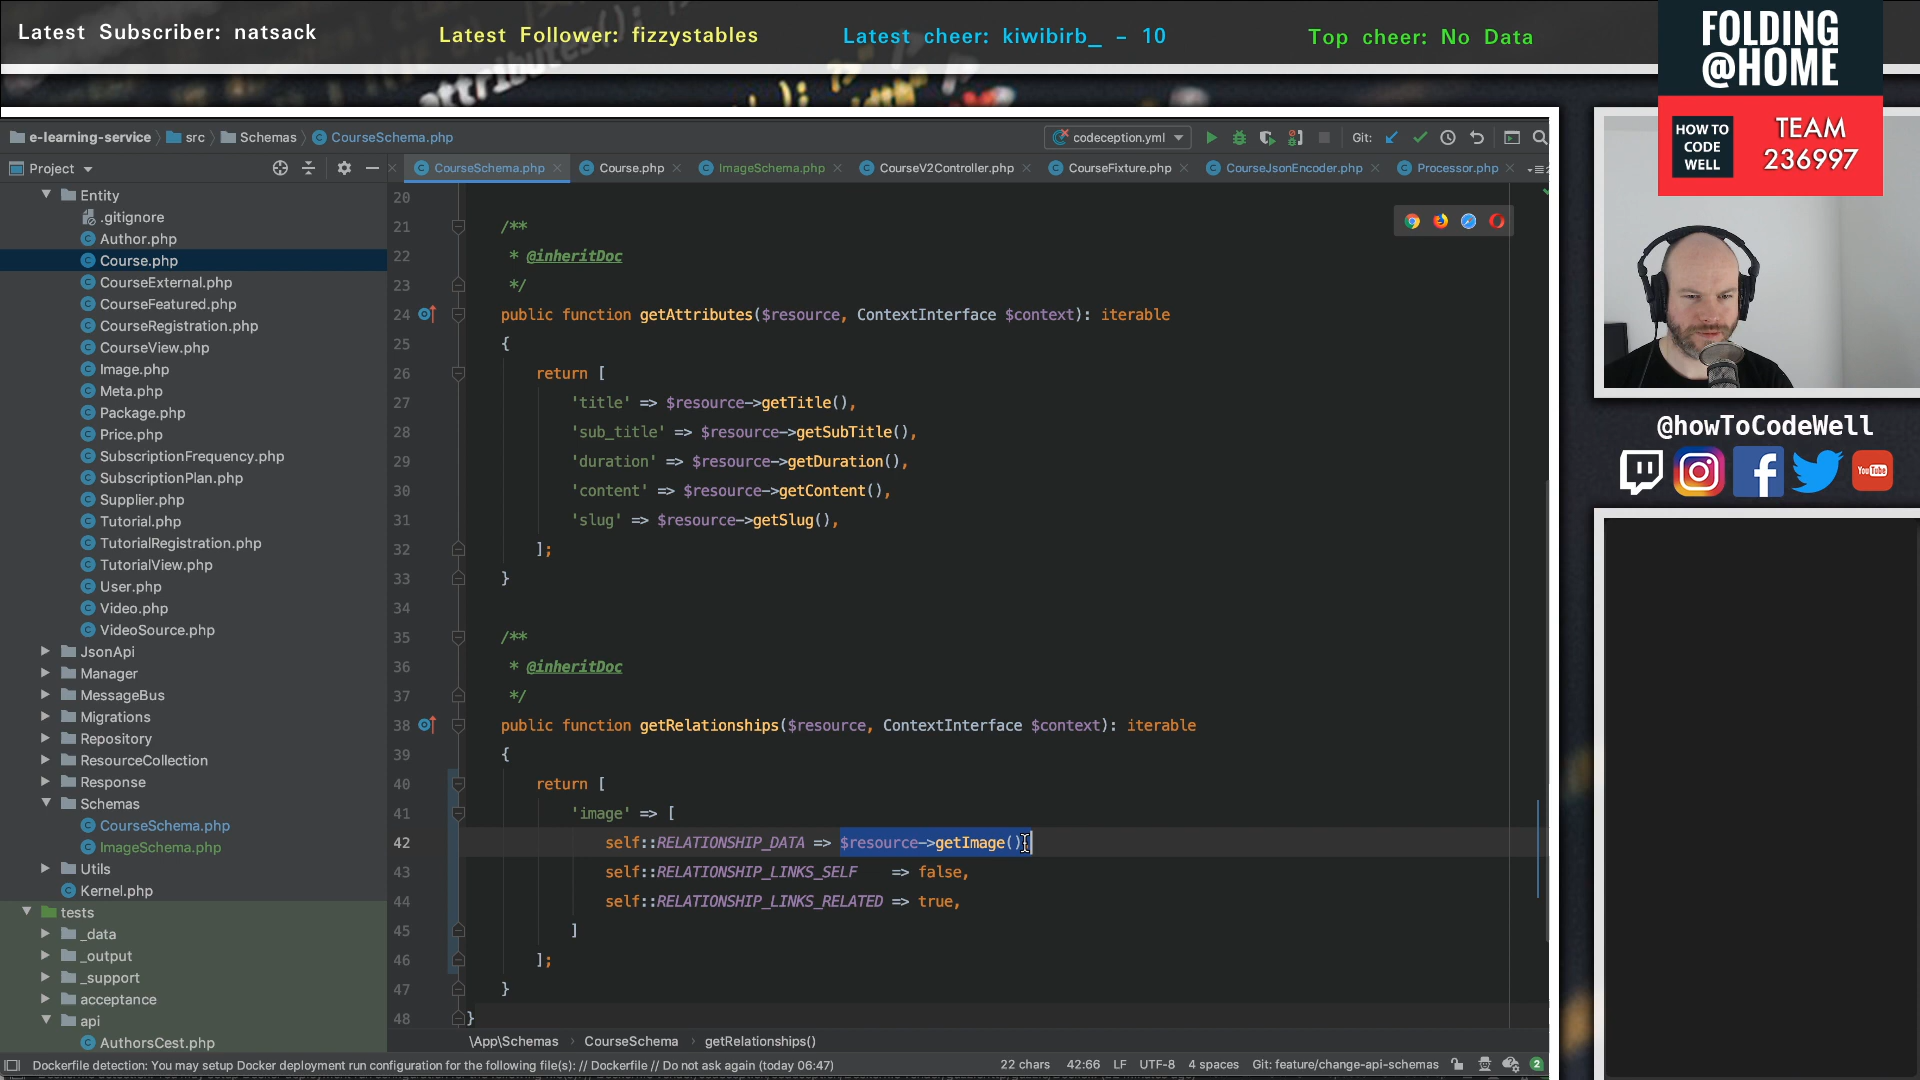 Latest Subscriber: natsack
Latest Follower: fizzystables
Latest cheer: kiwibirb_ - 10
Top cheer: No Data
FOLDING
@HOME
HOW TO
CODE
WELL
TEAM
236997
@howToCodeWell
You Tube
e-learning-service
src
Schemas
CourseSchema.php
codeception.yml
Git:
Project
CourseSchema.php
Course.php
ImageSchema.php
CourseV2Controller.php
CourseFixture.php
CourseJsonEncoder.php
Processor.php
Entity
.gitignore
Author.php
Course.php
CourseExternal.php
CourseFeatured.php
CourseRegistration.php
CourseView.php
Image.php
Meta.php
Package.php
Price.php
SubscriptionFrequency.php
SubscriptionPlan.php
Supplier.php
Tutorial.php
TutorialRegistration.php
TutorialView.php
User.php
Video.php
VideoSource.php
JsonApi
Manager
MessageBus
Migrations
Repository
ResourceCollection
Response
Schemas
CourseSchema.php
ImageSchema.php
Utils
Kernel.php
tests
_data
_output
_support
acceptance
api
AuthorsCest.php
20
21 /**
22 * @inheritDoc
23 */
24 public function getAttributes($resource, ContextInterface $context): iterable
25 {
26 return [
27 'title' => $resource->getTitle(),
28 'sub_title' => $resource->getSubTitle(),
29 'duration' => $resource->getDuration(),
30 'content' => $resource->getContent(),
31 'slug' => $resource->getSlug(),
32 ];
33 }
34
35 /**
36 * @inheritDoc
37 */
38 public function getRelationships($resource, ContextInterface $context): iterable
39 {
40 return [
41 'image' => [
42 self::RELATIONSHIP_DATA => $resource->getImage(),
43 self::RELATIONSHIP_LINKS_SELF => false,
44 self::RELATIONSHIP_LINKS_RELATED => true,
45 ]
46 ];
47 }
48 }
\App\Schemas
CourseSchema
getRelationships()
Dockerfile detection: You may setup Docker deployment run configuration for the following file(s): // Dockerfile // Do not ask again (today 06:47)
22 chars
42:66
LF
UTF-8
4 spaces
Git: feature/change-api-schemas
2